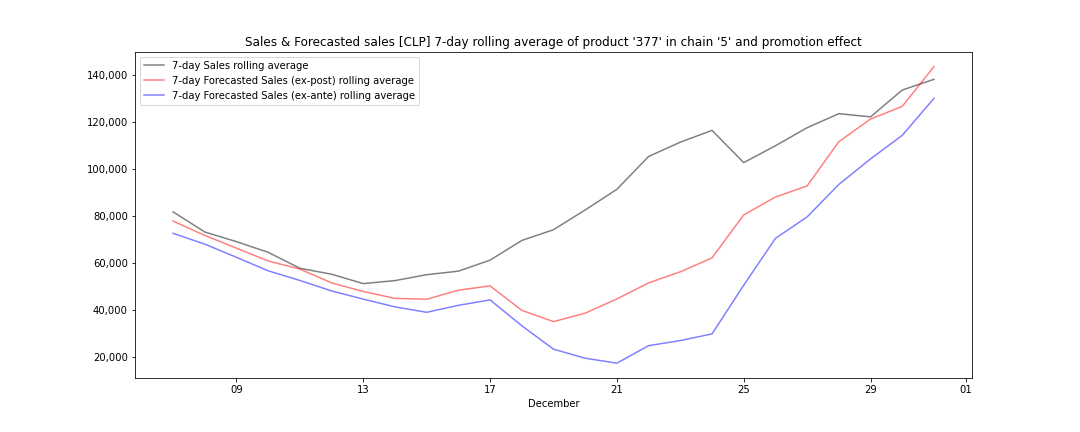 Sales & Forecasted sales [CLP] 7-day rolling average of product '377' in chain '5' and promotion effect
7-day Sales rolling average
7-day Forecasted Sales (ex-post) rolling average
7-day Forecasted Sales (ex-ante) rolling average
140,000
120,000
100,000
80,000
60,000
40,000
20,000
09 13 17 21 25 29 01
December